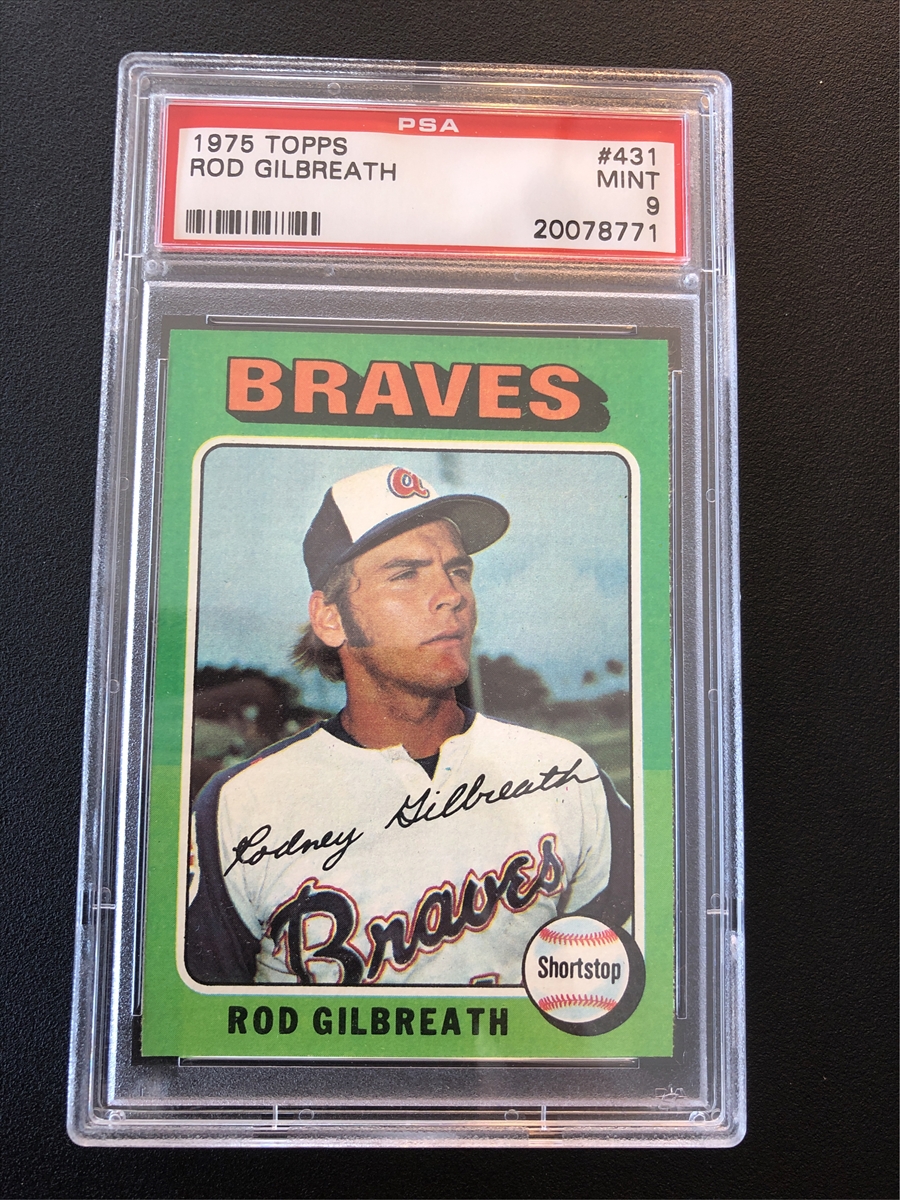 PSA
1975 TOPPS #431
ROD GILBREATH MINT
9
20078771
BRAVES
a
Rodney Gilbreath
Braves
Shortstop
ROD GILBREATH